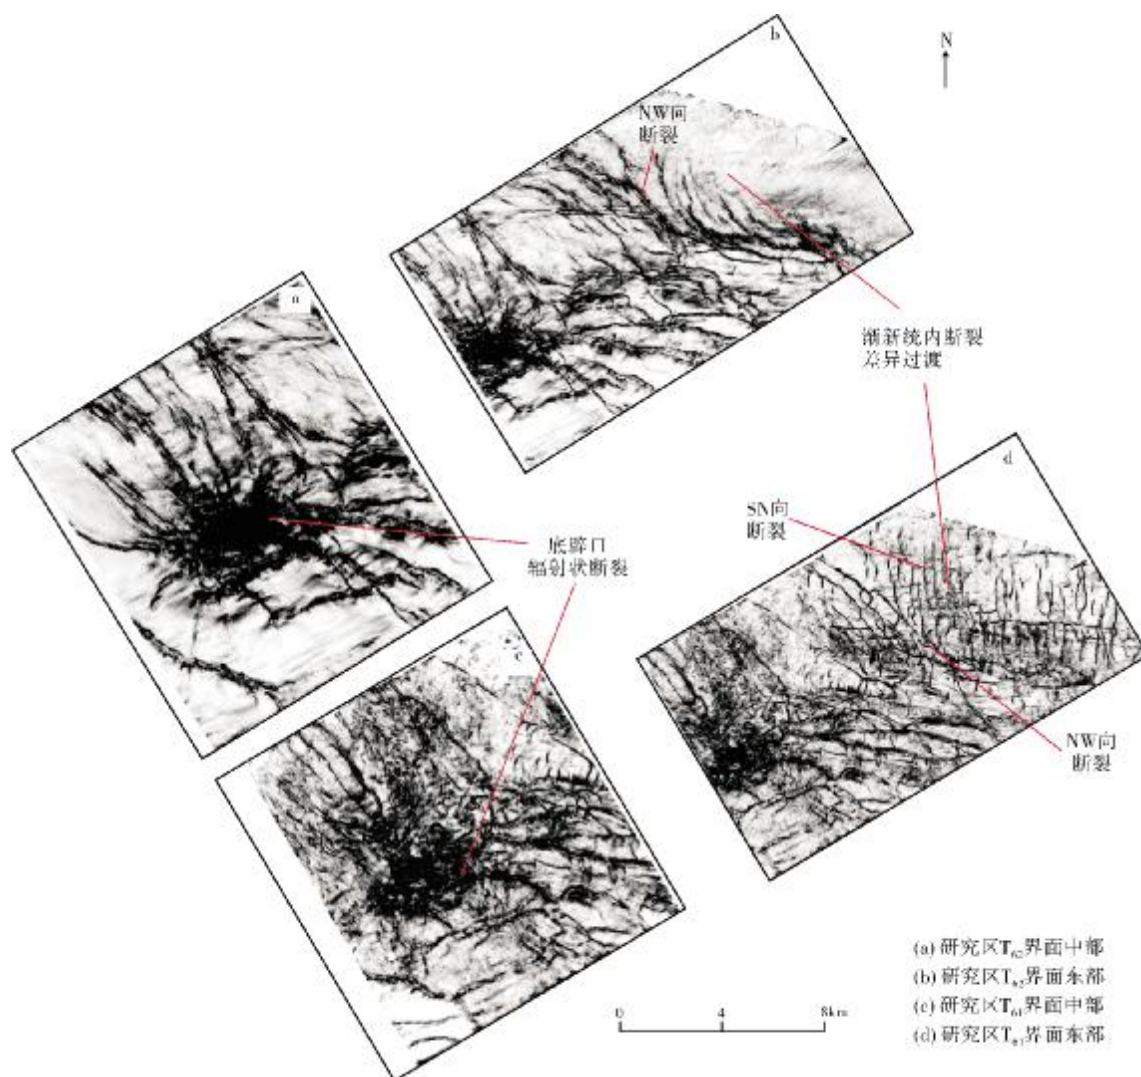 b
N
NW向
断裂
a
渐新统内断裂
差异过渡
d
SN向
断裂
底辟口
辐射状断裂
c
NW向
断裂
0 4 8km
(a) 研究区T₆₂界面中部
(b) 研究区T₆₂界面东部
(c) 研究区T₆₁界面中部
(d) 研究区T₆₁界面东部